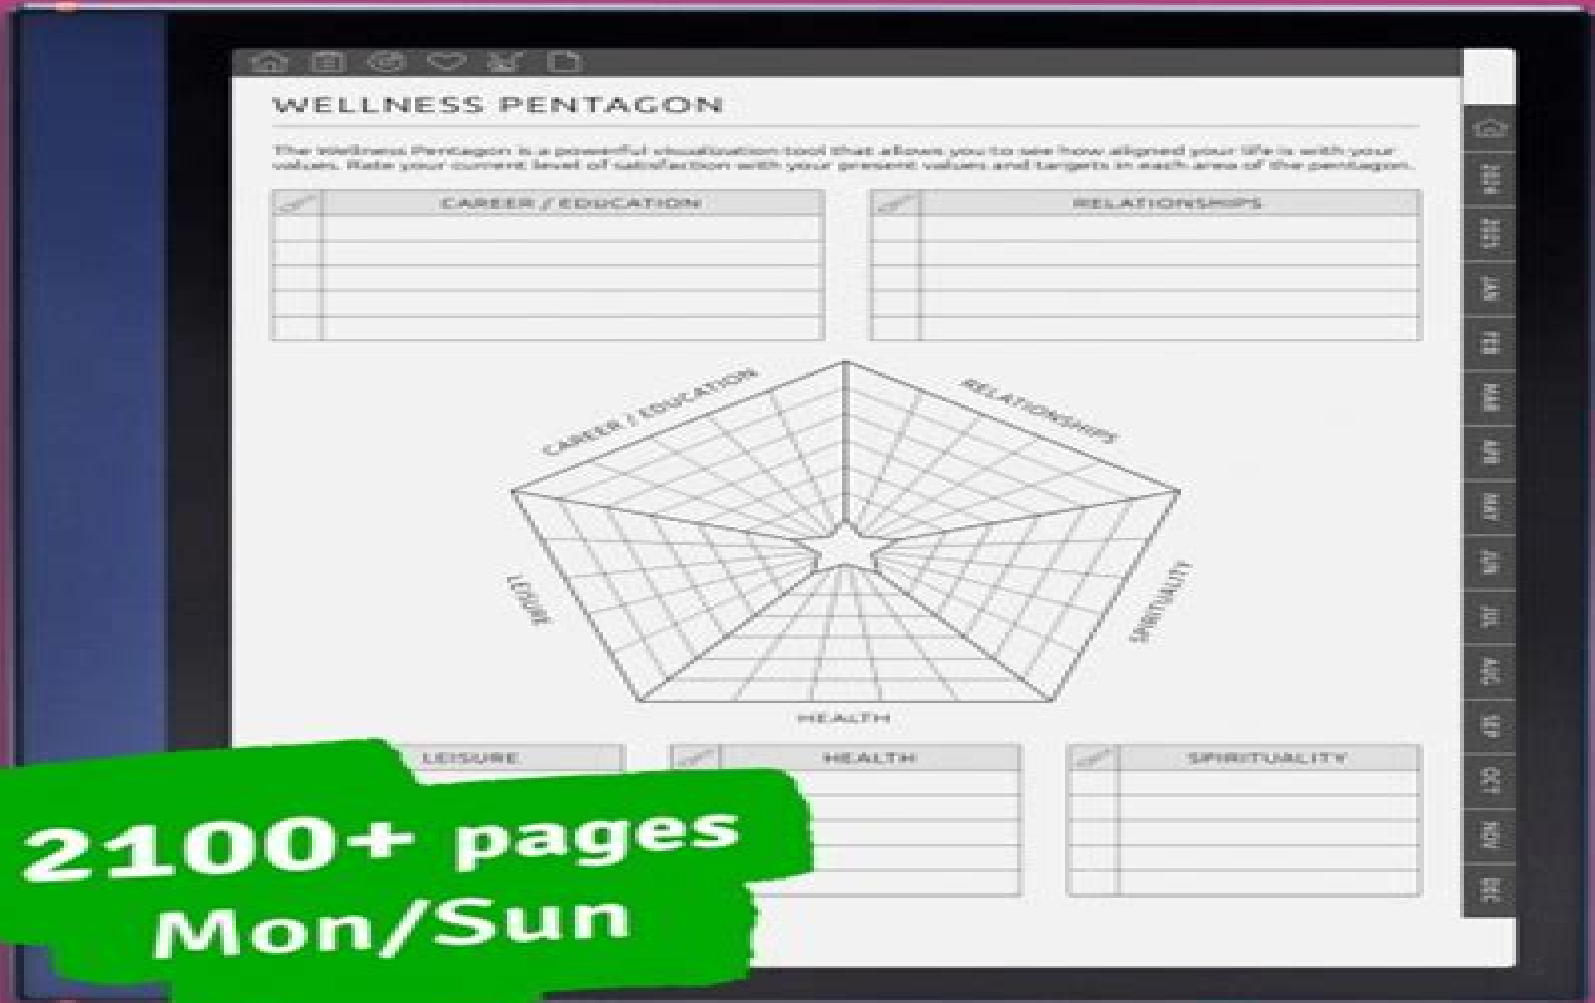 WELLNESS PENTAGON
The Wellness Pentagon is a powerful visualization tool that allows you to see how aligned your life is with your
values. Rate your current level of satisfaction with your present values and targets in each area of the pentagon.
CAREER / EDUCATION
RELATIONSHIPS
CAREER / EDUCATION
RELATIONSHIPS
LEISURE
SPIRITUALITY
HEALTH
LEISURE
HEALTH
SPIRITUALITY
2024
2025
JAN
FEB
MAR
APR
MAY
JUN
JUL
AUG
SEP
OCT
NOV
DEC
2100+ pages
Mon/Sun